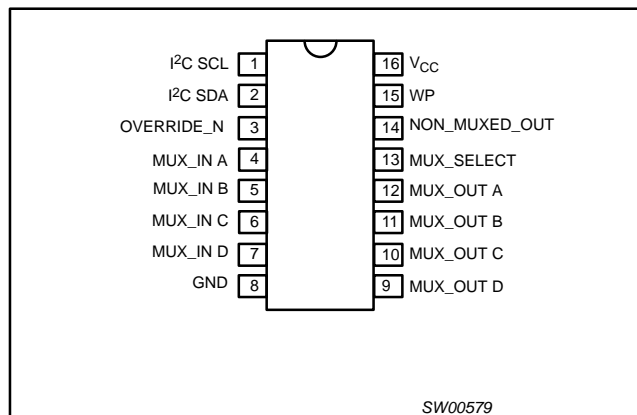 I²C SCL 1 16 VCC
I²C SDA 2 15 WP
OVERRIDE_N 3 14 NON_MUXED_OUT
MUX_IN A 4 13 MUX_SELECT
MUX_IN B 5 12 MUX_OUT A
MUX_IN C 6 11 MUX_OUT B
MUX_IN D 7 10 MUX_OUT C
GND 8 9 MUX_OUT D
SW00579